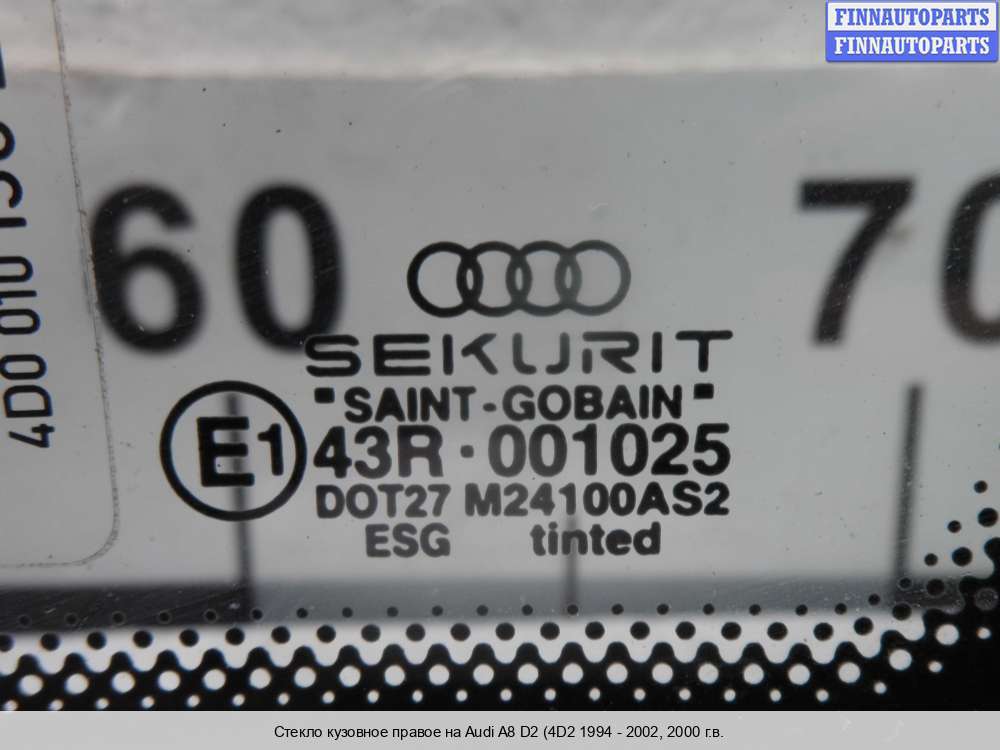 FINNAUTOPARTS
FINNAUTOPARTS
60
70
SEKURIT
"SAINT-GOBAIN"
E1
43R·001025
DOT27 M24100AS2
ESG tinted
4D0 010
Стекло кузовное правое на Audi A8 D2 (4D2 1994 - 2002, 2000 г.в.